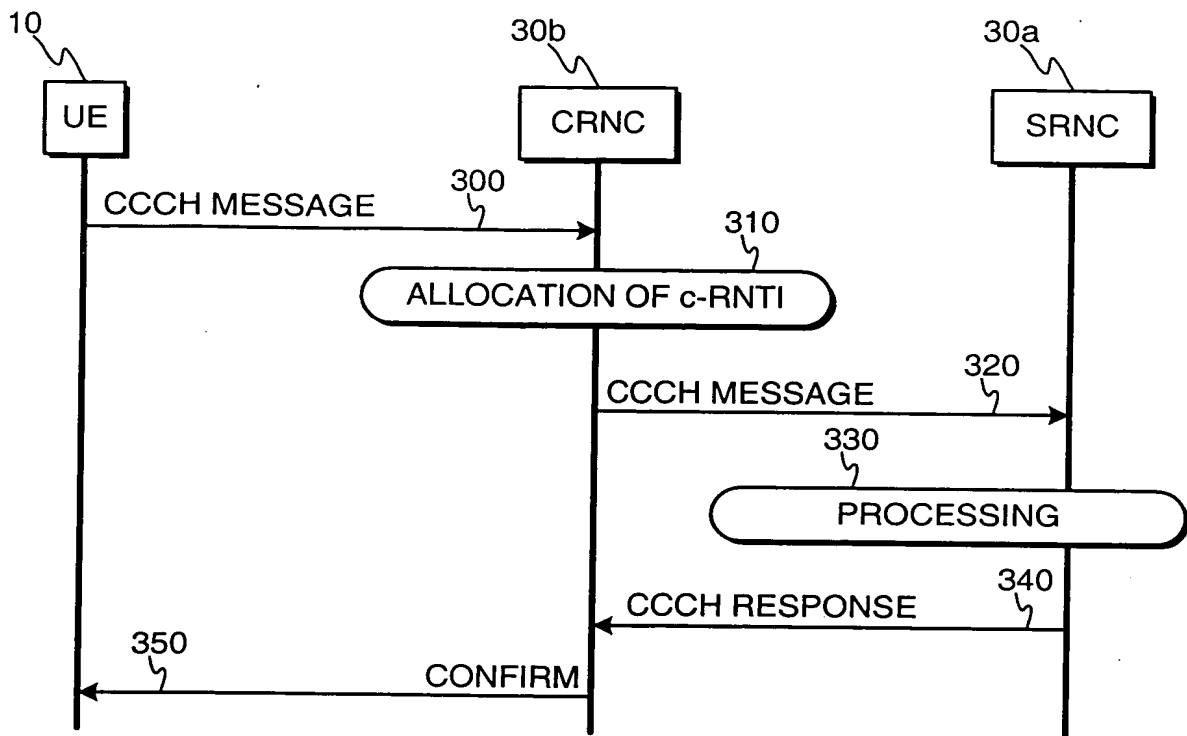 10
30b
30a
UE
CRNC
SRNC
CCCH MESSAGE
300
310
ALLOCATION OF c-RNTI
CCCH MESSAGE
320
330
PROCESSING
CCCH RESPONSE
340
350
CONFIRM